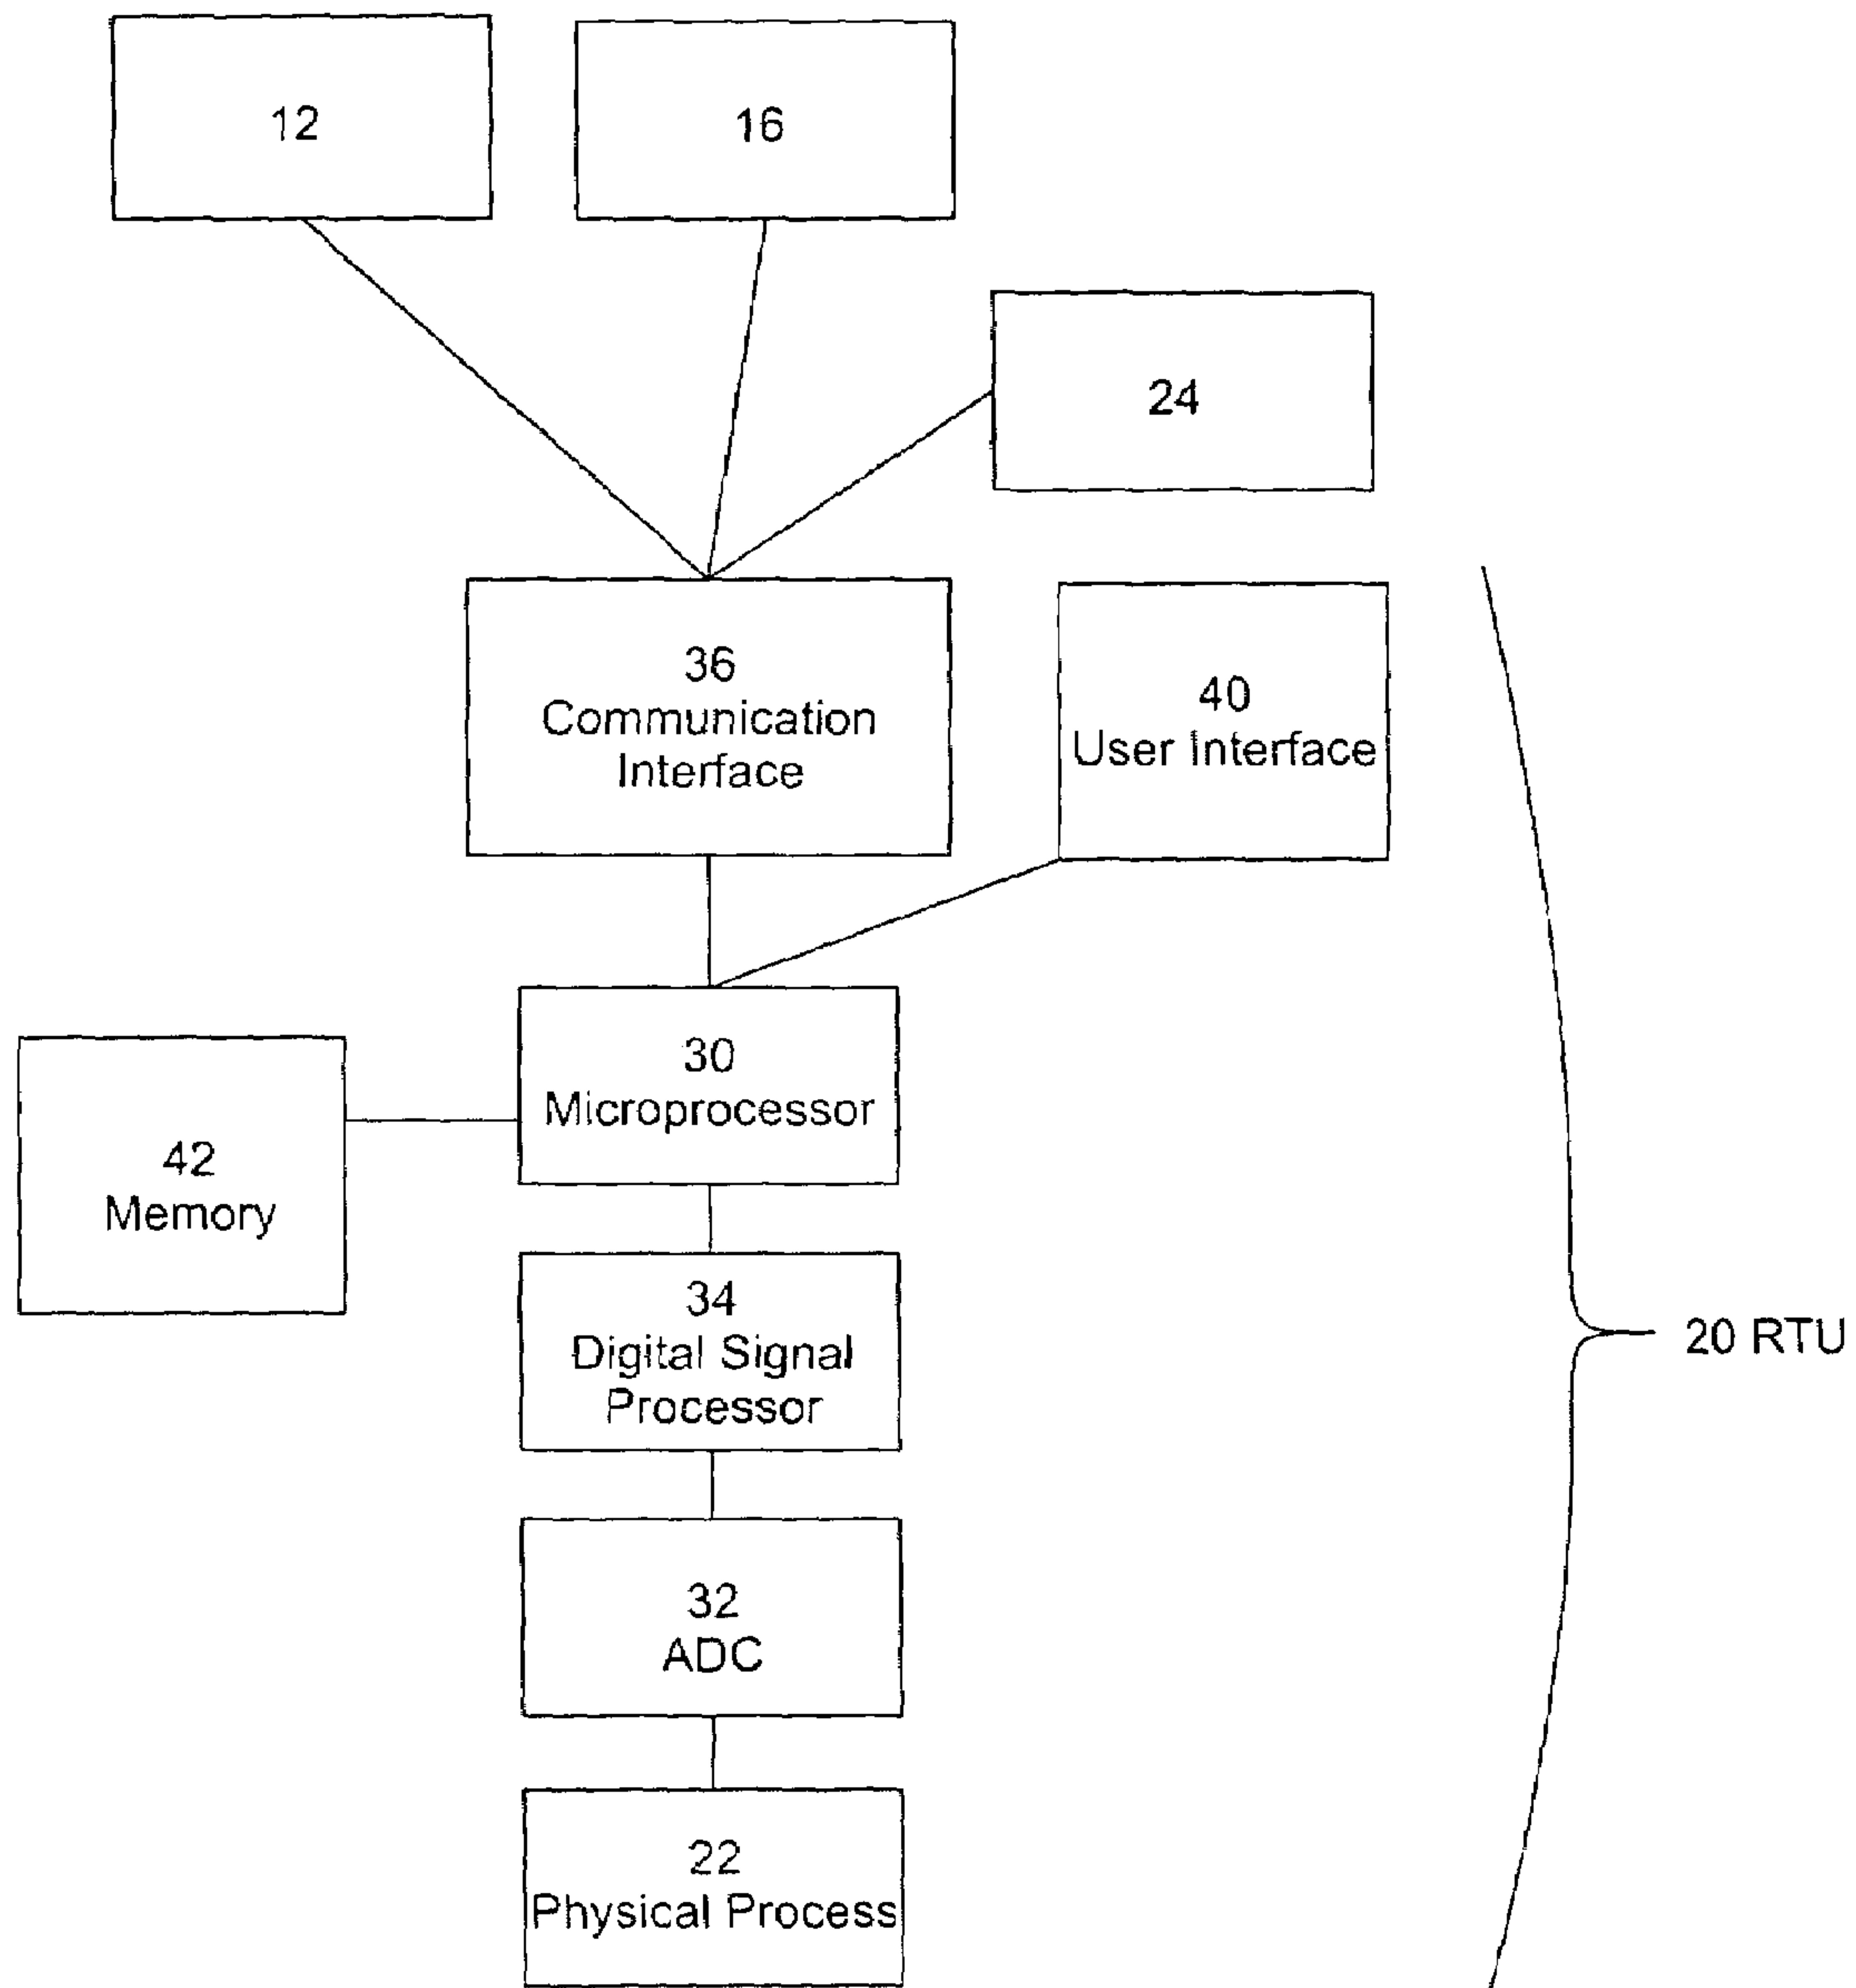 12
16
24
36
Communication
Interface
40
User Interface
30
Microprocessor
42
Memory
34
Digital Signal
Processor
20 RTU
32
ADC
22
Physical Process